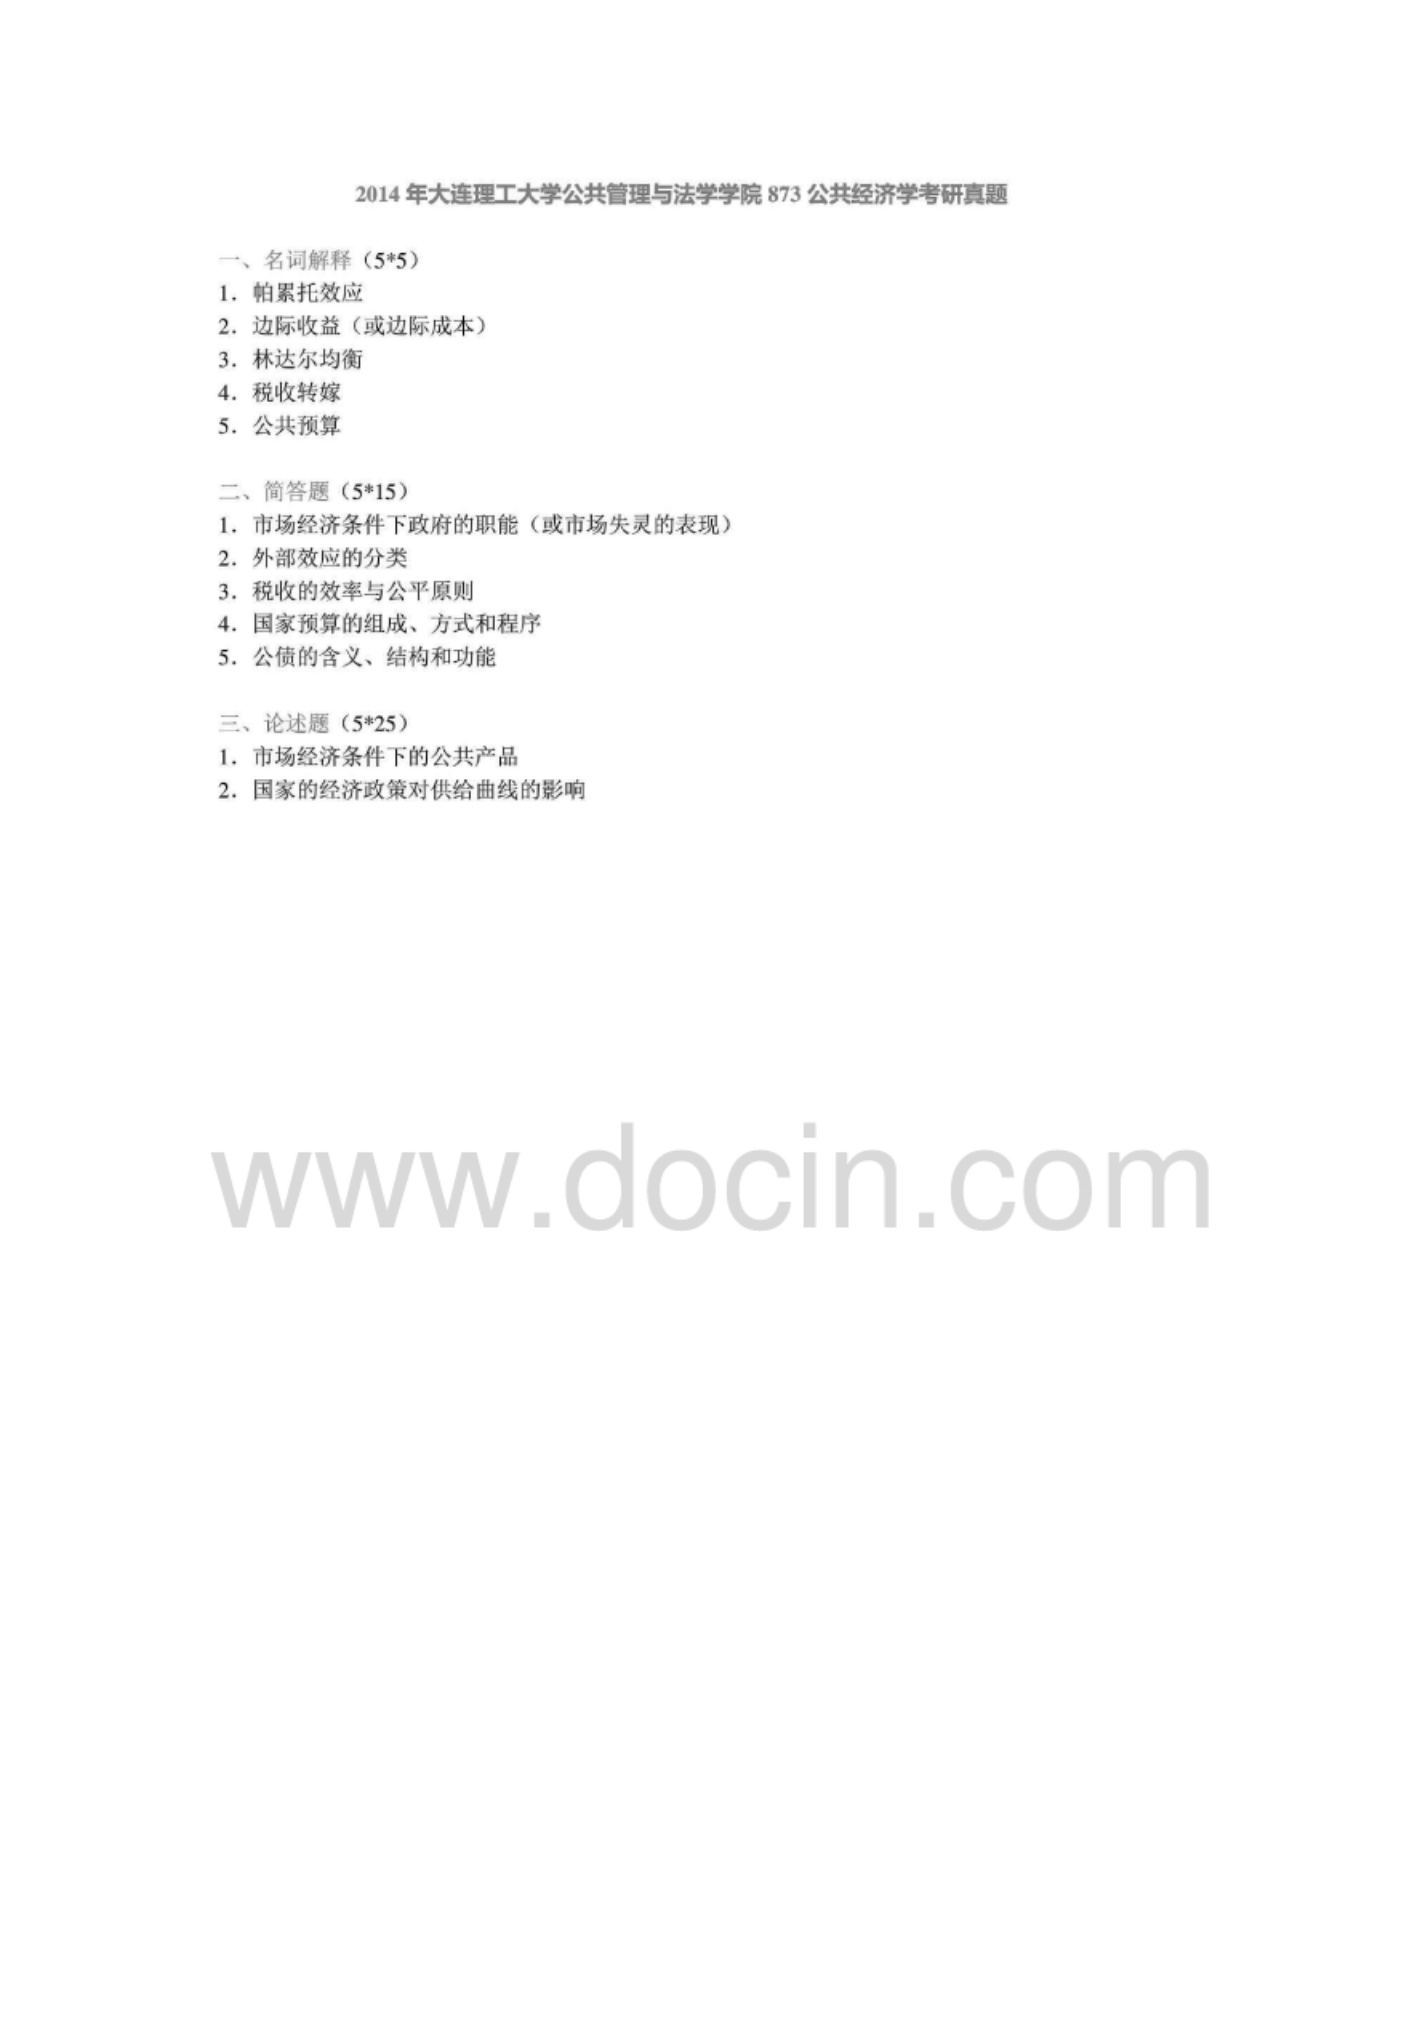 2014 年大连理工大学公共管理与法学学院 873 公共经济学考研真题
一、名词解释（5*5）
1．帕累托效应
2．边际收益（或边际成本）
3．林达尔均衡
4．税收转嫁
5．公共预算
二、简答题（5*15）
1．市场经济条件下政府的职能（或市场失灵的表现）
2．外部效应的分类
3．税收的效率与公平原则
4．国家预算的组成、方式和程序
5．公债的含义、结构和功能
三、论述题（5*25）
1．市场经济条件下的公共产品
2．国家的经济政策对供给曲线的影响
www.docin.com